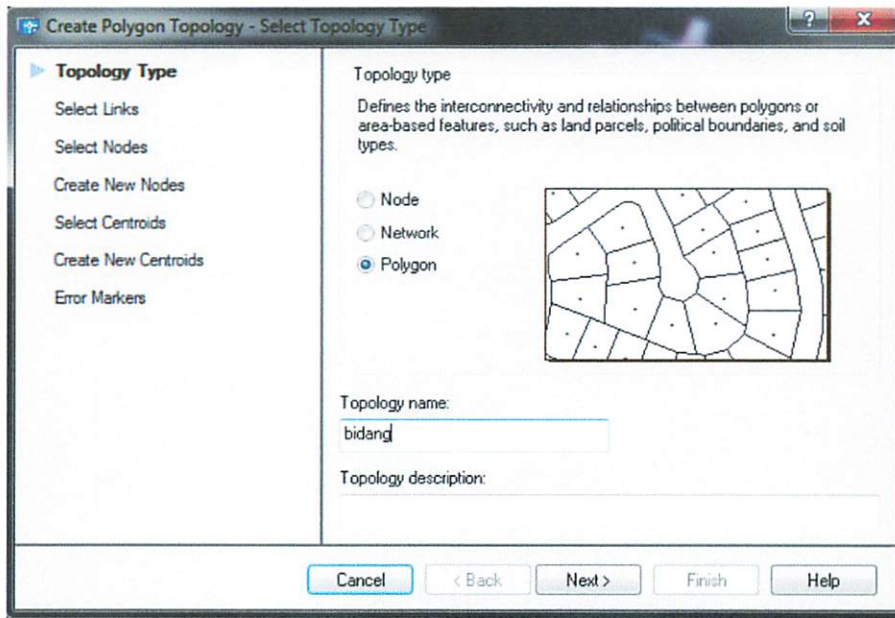 Create Polygon Topology - Select Topology Type
?
Topology Type
Select Links
Select Nodes
Create New Nodes
Select Centroids
Create New Centroids
Error Markers
Topology type
Defines the interconnectivity and relationships between polygons or
area-based features, such as land parcels, political boundaries, and soil
types.
Node
Network
Polygon
Topology name:
bidang
Topology description:
Cancel
< Back
Next >
Finish
Help